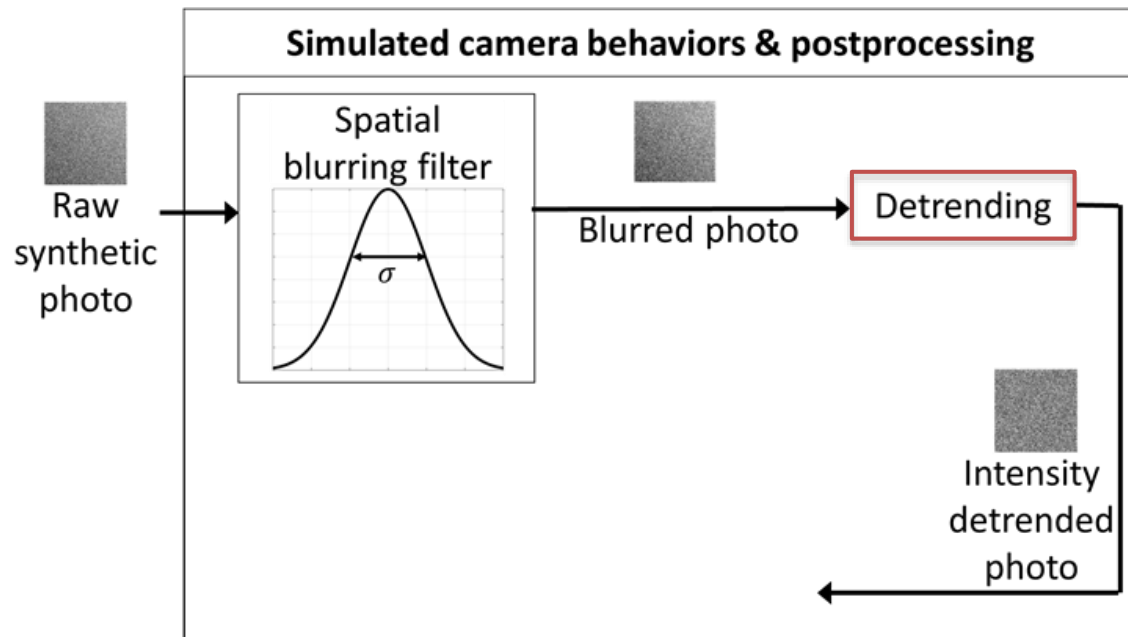 Simulated camera behaviors & postprocessing
Raw
synthetic
photo
Spatial
blurring filter
σ
Blurred photo
Detrending
Intensity
detrended
photo